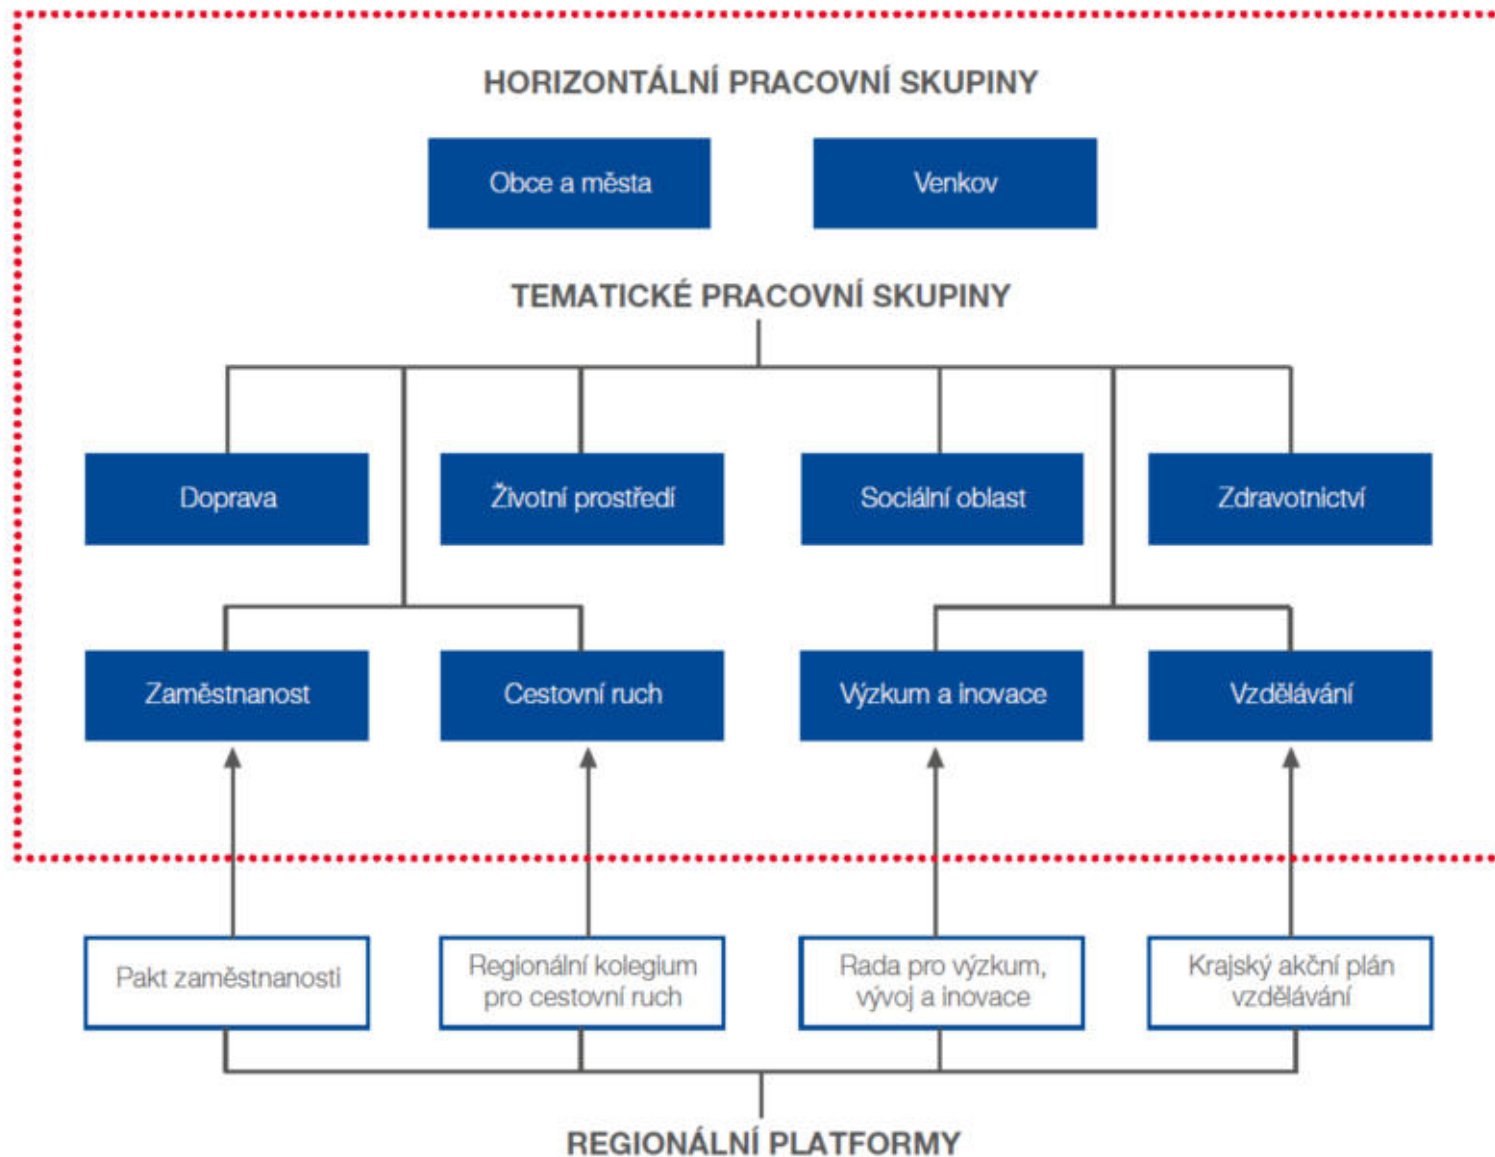 HORIZONTÁLNÍ PRACOVNÍ SKUPINY
Obce a města
Venkov
TEMATICKÉ PRACOVNÍ SKUPINY
Doprava
Životní prostředí
Sociální oblast
Zdravotnictví
Zaměstnanost
Cestovní ruch
Výzkum a inovace
Vzdělávání
Pakt zaměstnanosti
Regionální kolegium
pro cestovní ruch
Rada pro výzkum,
vývoj a inovace
Krajský akční plán
vzdělávání
REGIONÁLNÍ PLATFORMY